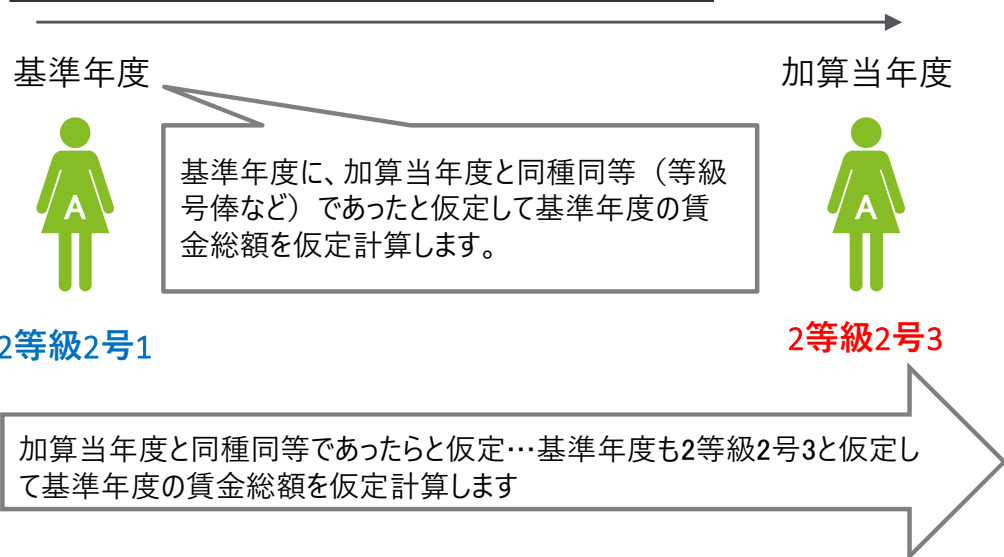 基準年度
加算当年度
基準年度に、加算当年度と同種同等（等級
号俸など）であったと仮定して基準年度の賃
金総額を仮定計算します。
A
A
2等級2号1
2等級2号3
加算当年度と同種同等であったらと仮定…基準年度も2等級2号3と仮定し
て基準年度の賃金総額を仮定計算します